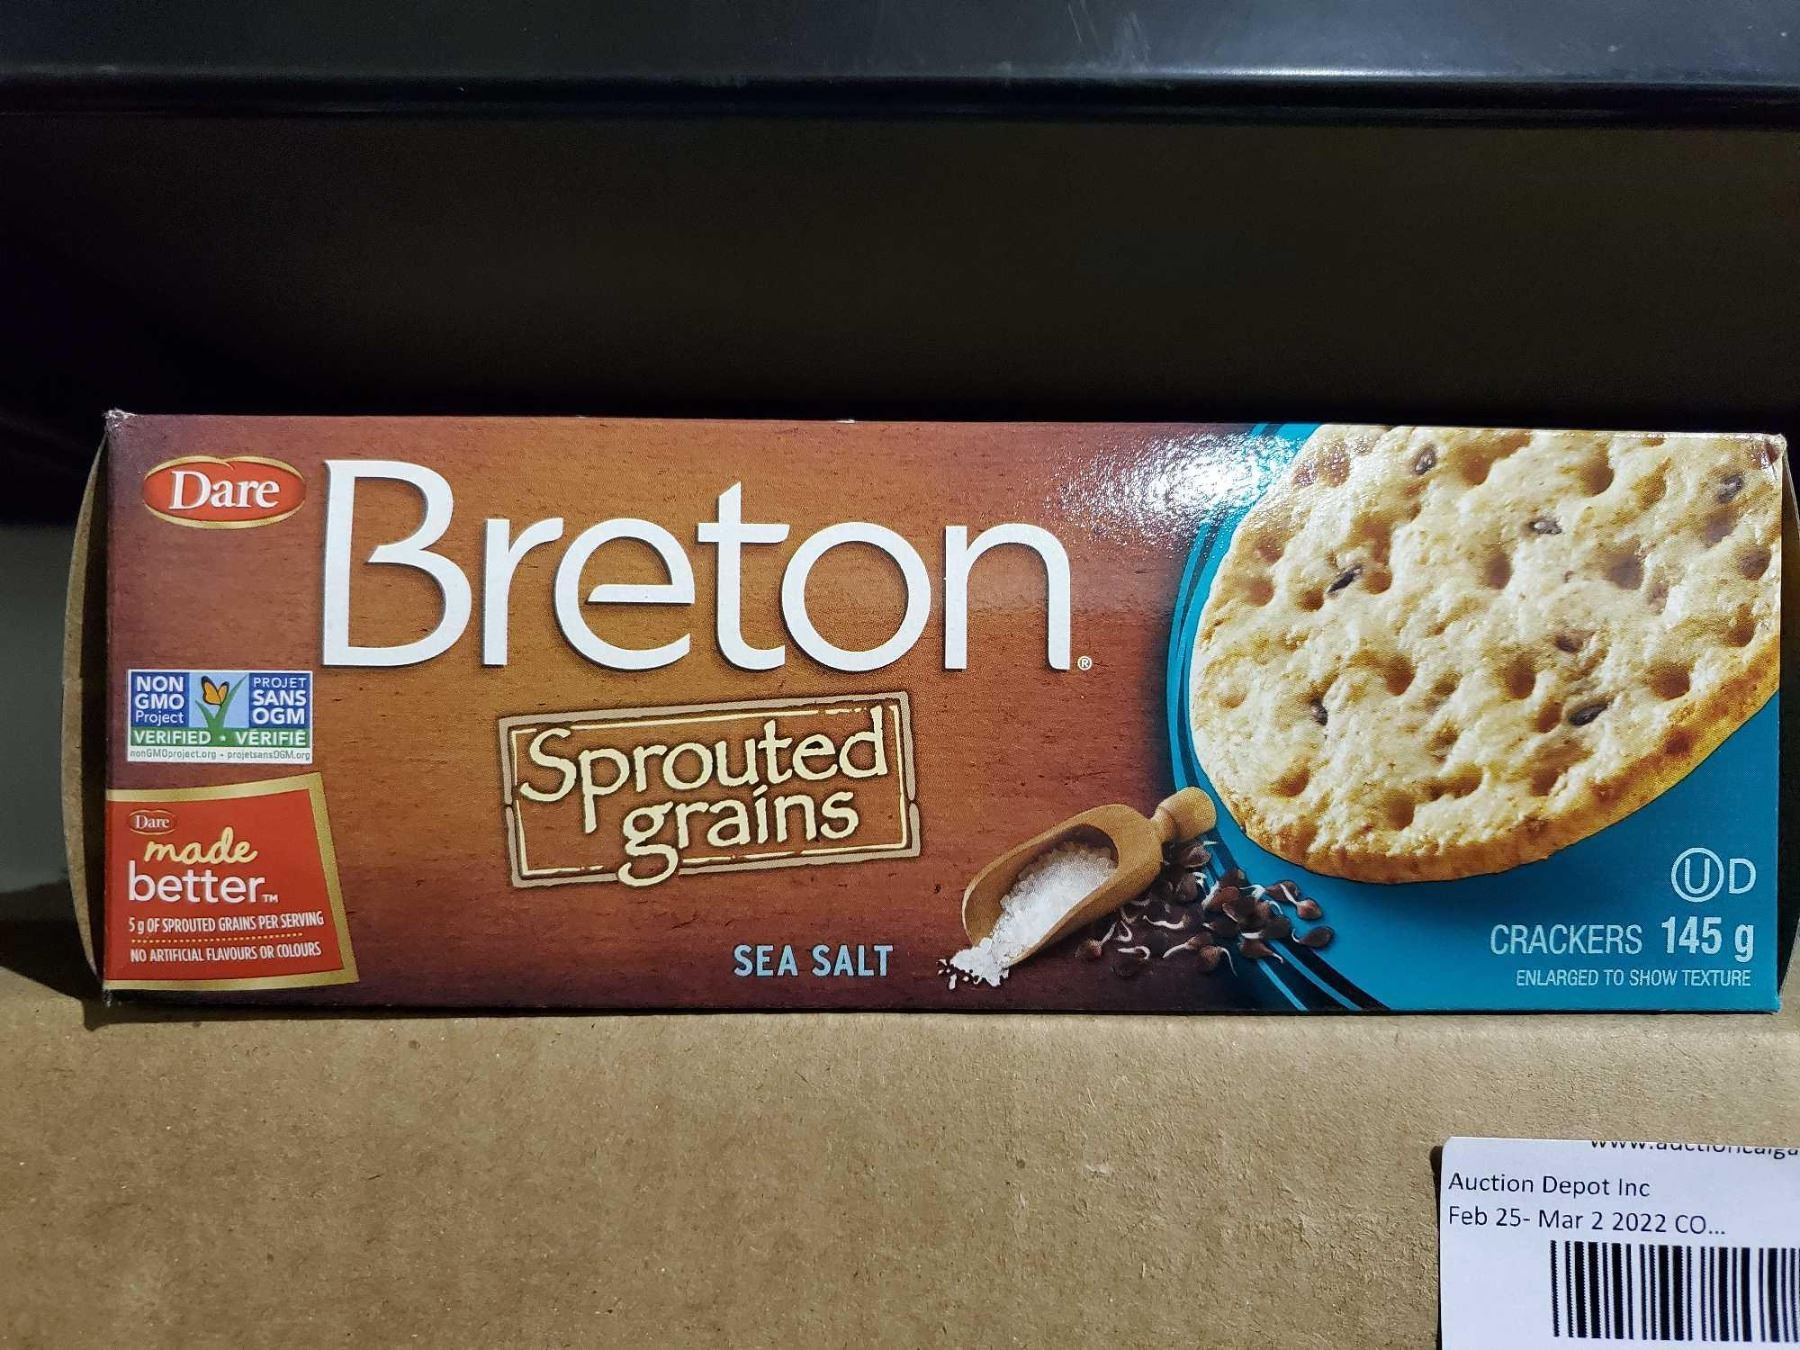 Dare
Breton®
NON
GMO
Project
VERIFIED
PROJET
SANS
OGM
VÉRIFIÉ
nonGMOproject.org - projetsansOGM.org
Sprouted
grains
Dare
made
better™
5 g OF SPROUTED GRAINS PER SERVING
NO ARTIFICIAL FLAVOURS OR COLOURS
SEA SALT
UD
CRACKERS 145 g
ENLARGED TO SHOW TEXTURE
Auction Depot Inc
Feb 25- Mar 2 2022 CO...